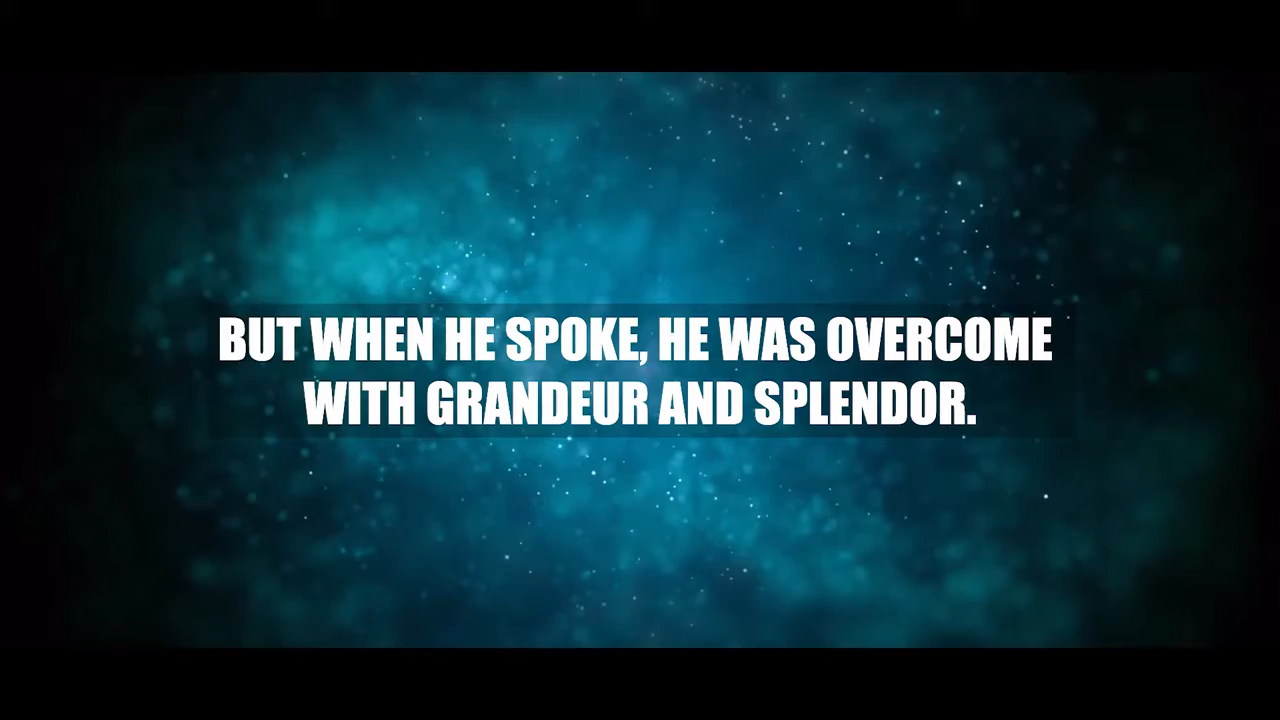 BUT WHEN HE SPOKE, HE WAS OVERCOME
WITH GRANDEUR AND SPLENDOR.